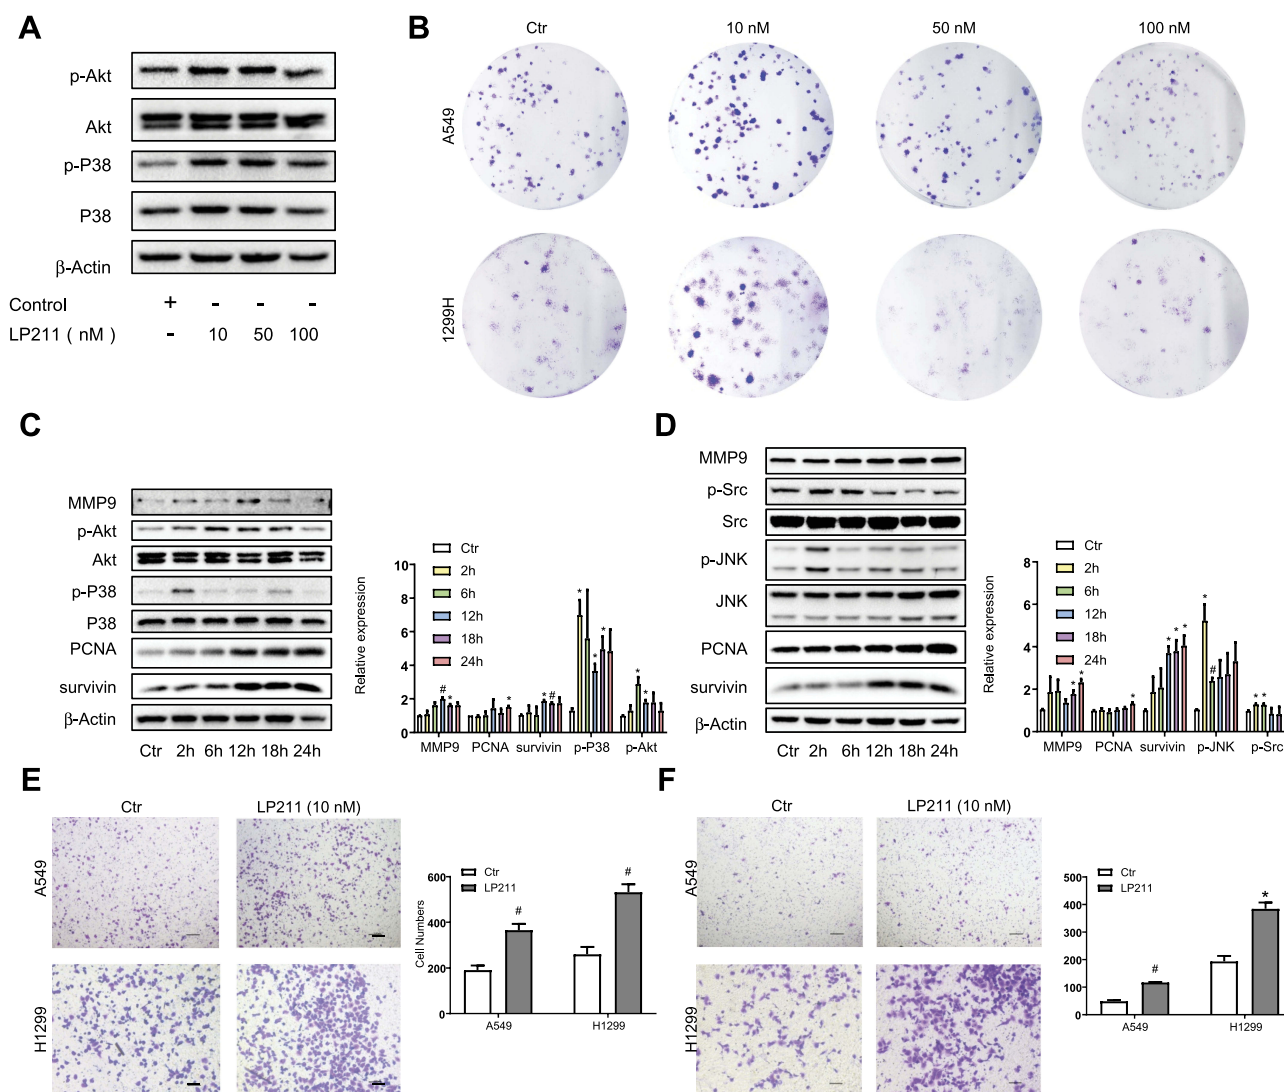 A
p-Akt
Akt
p-P38
P38
β-Actin
Control + - - -
LP211 ( nM ) - 10 50 100
B
Ctr 10 nM 50 nM 100 nM
A549
1299H
C
MMP9
p-Akt
Akt
p-P38
P38
PCNA
survivin
β-Actin
Ctr 2h 6h 12h 18h 24h
Ctr
2h
6h
12h
18h
24h
Relative expression
10
8
6
4
2
0
# * * * # * * * * *
MMP9 PCNA survivin p-P38 p-Akt
D
MMP9
p-Src
Src
p-JNK
JNK
PCNA
survivin
β-Actin
Ctr 2h 6h 12h 18h 24h
Ctr
2h
6h
12h
18h
24h
Relative expression
8
6
4
2
0
* * * * * * * # * *
MMP9 PCNA survivin p-JNK p-Src
E
Ctr LP211 (10 nM)
A549
H1299
Ctr
LP211
Cell Numbers
600
400
200
0
# #
A549 H1299
F
Ctr LP211 (10 nM)
A549
H1299
Ctr
LP211
500
400
300
200
100
0
# *
A549 H1299